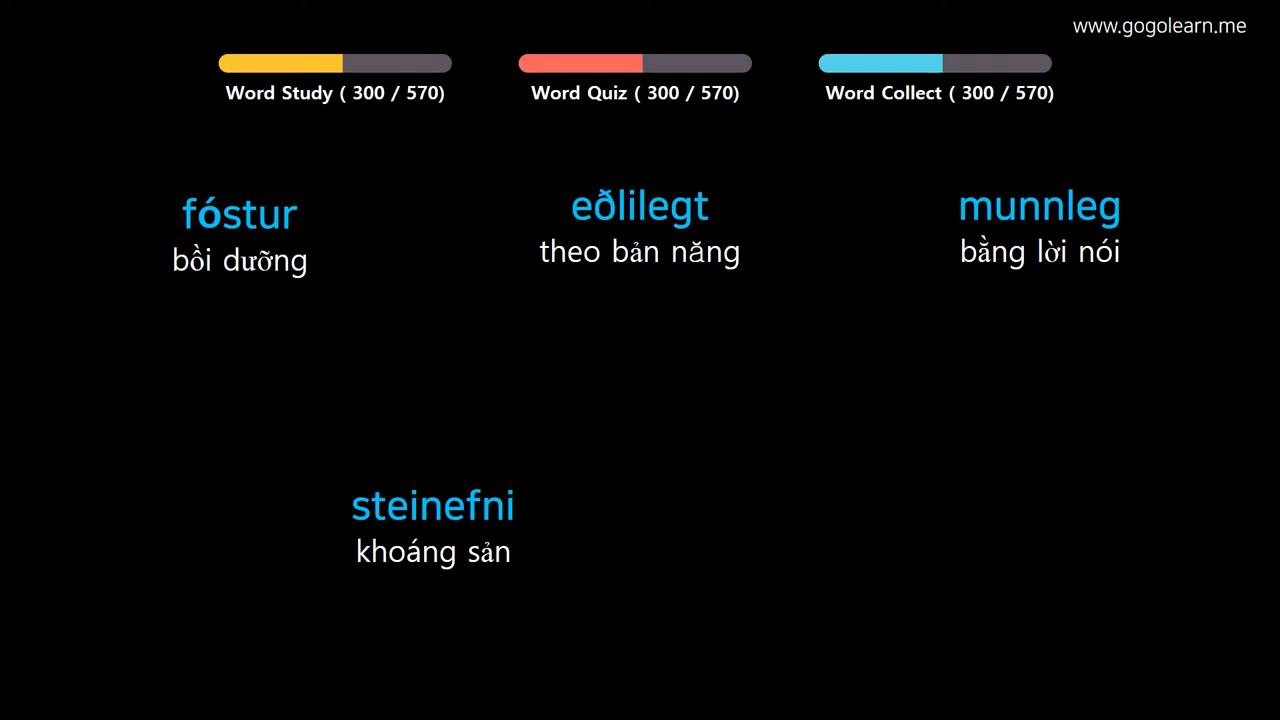 www.gogolearn.me
Word Study ( 300 / 570)
Word Quiz ( 300 / 570)
Word Collect ( 300 / 570)
fóstur
bồi dưỡng
eðlilegt
theo bản năng
munnleg
bằng lời nói
steinefni
khoáng sản